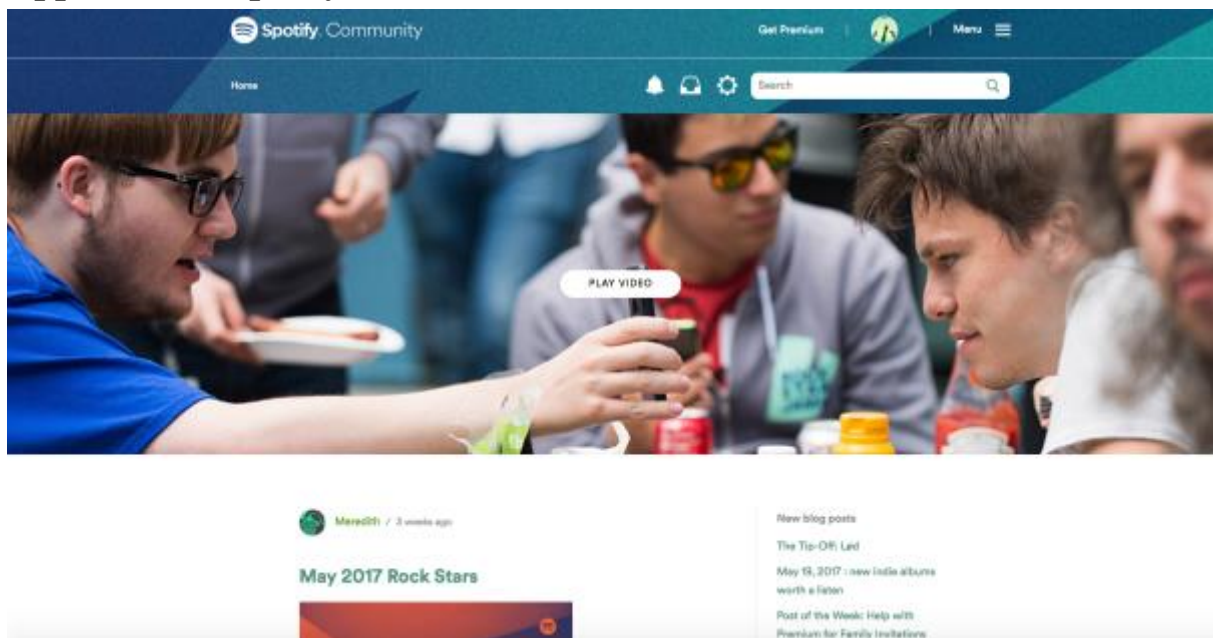 Spotify. Community
Get Premium
Menu
Home
Search
PLAY VIDEO
Meredith / 3 weeks ago
May 2017 Rock Stars
New blog posts
The Tip-Off: Led
May 19, 2017 : new indie albums
worth a listen
Post of the Week: Help with
Premium for Family Invitations